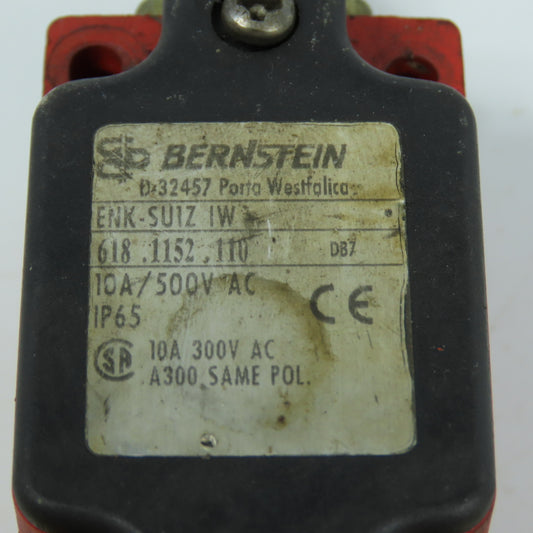 BERNSTEIN
D-32457 Porta Westfalica
ENK-SU1Z IW
618.1152.110 DB7
10A/500V AC
IP65 CE
SA 10A 300V AC
A300 SAME POL.